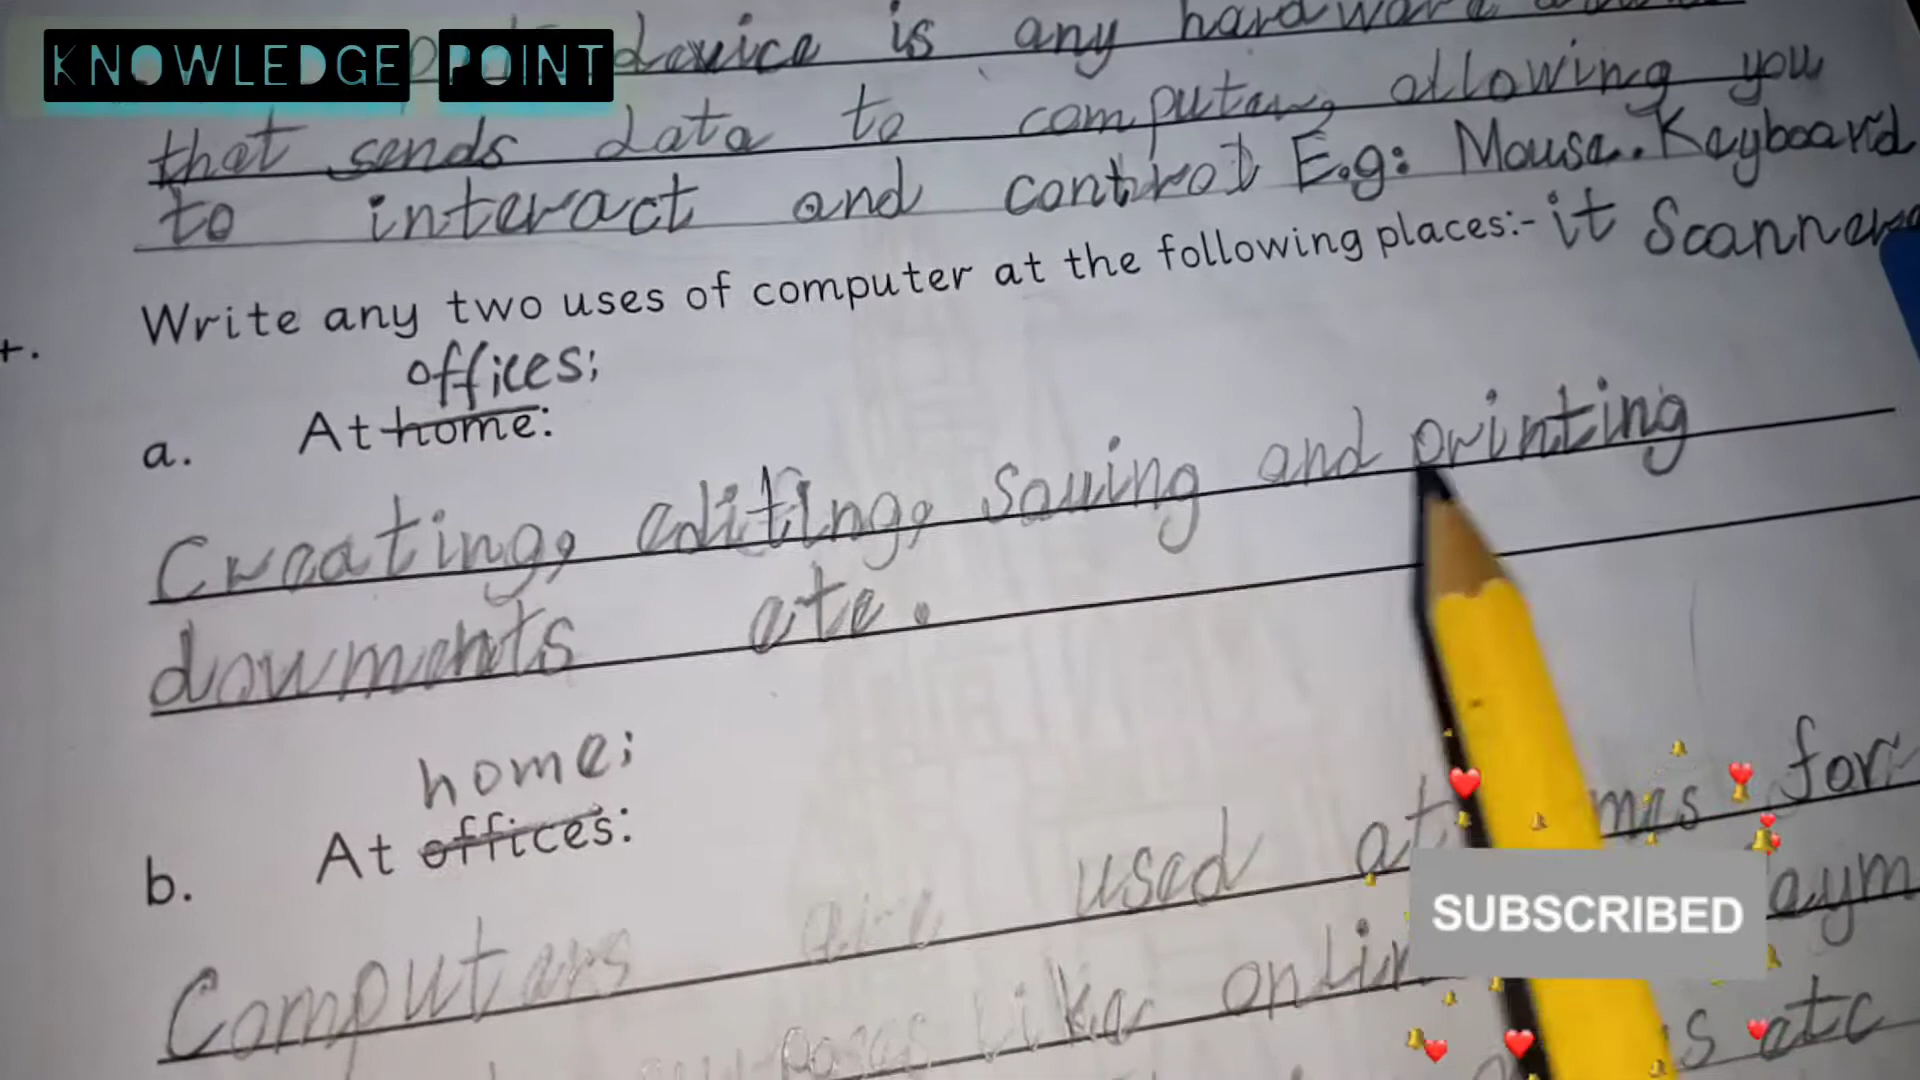 KNOWLEDGE POINT
device is any hardware
that sends data to computer, allowing you
to interact and control E.g: Mouse. Keyboard
Write any two uses of computer at the following places:- it Scanner
offices;
a. At home:
Creating, editing, saving and printing
documents etc.
home;
b. At offices:
Computers are used at for
SUBSCRIBED
like
etc